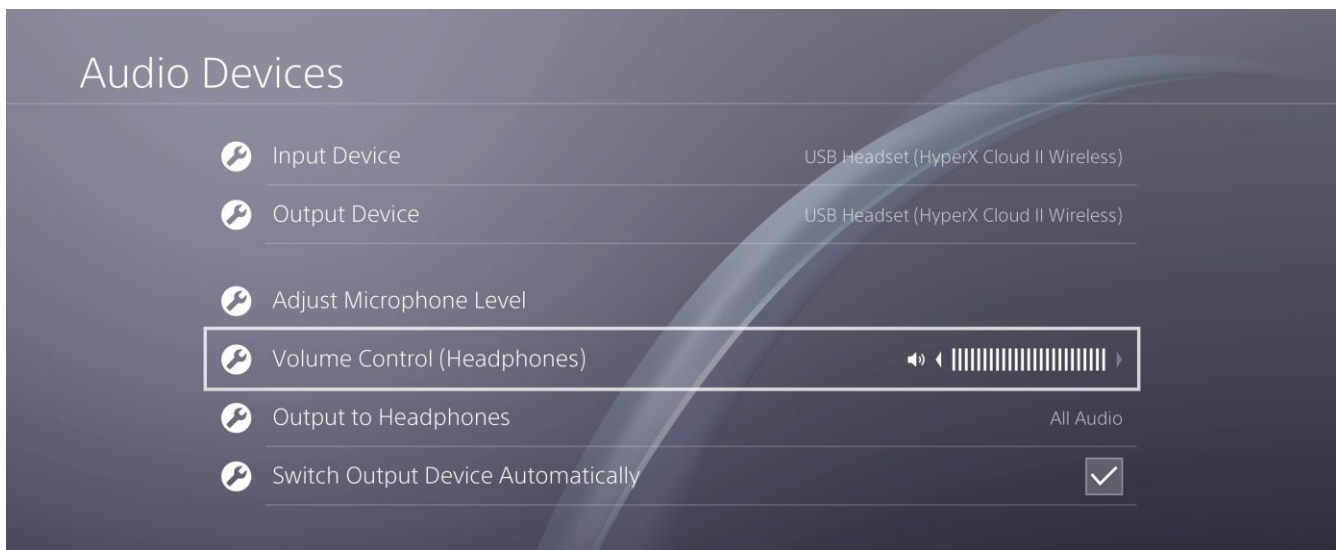 Audio Devices
Input Device USB Headset (HyperX Cloud II Wireless)
Output Device USB Headset (HyperX Cloud II Wireless)
Adjust Microphone Level
Volume Control (Headphones)
Output to Headphones All Audio
Switch Output Device Automatically